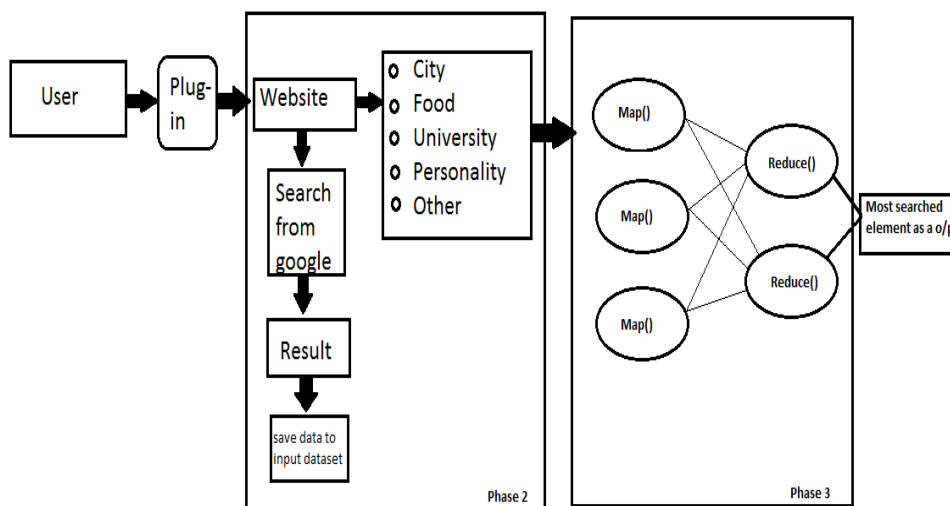 User
Plug-
in
Website
Search
from
google
Result
save data to
input dataset
City
Food
University
Personality
Other
Phase 2
Map()
Map()
Map()
Reduce()
Reduce()
Phase 3
Most searched
element as a o/p